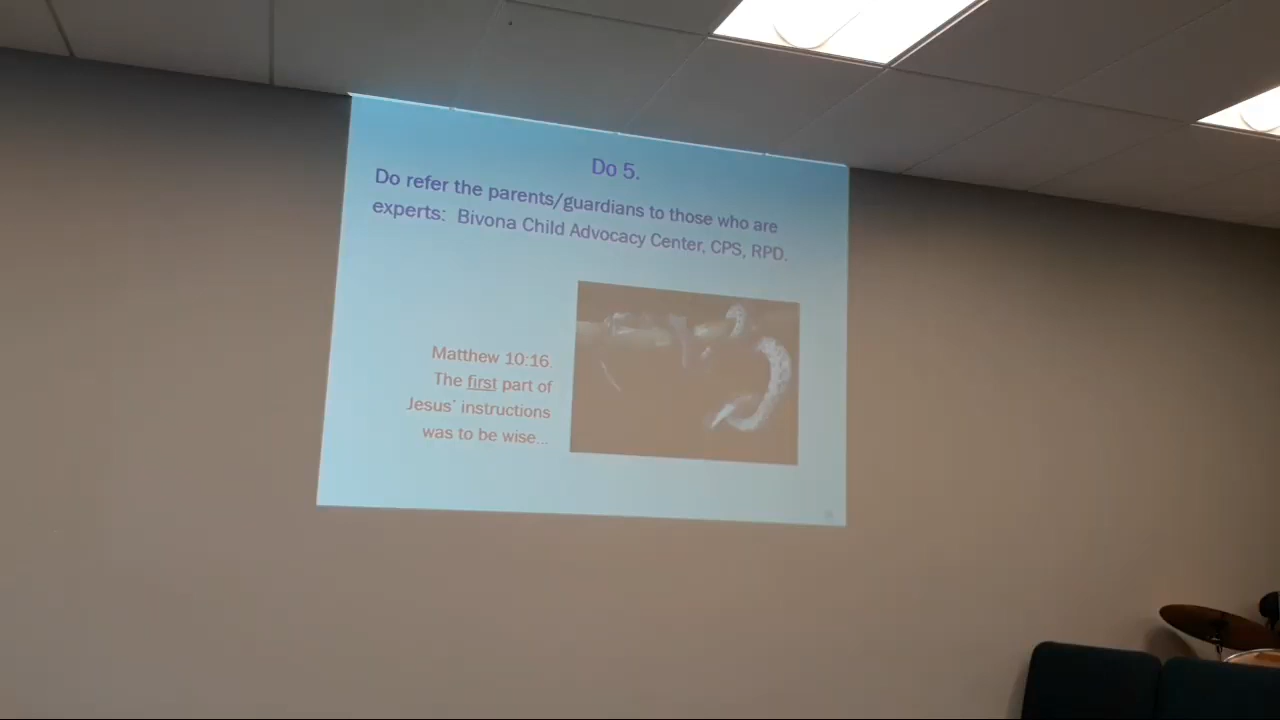 Do 5.
Do refer the parents/guardians to those who are
experts: Bivona Child Advocacy Center, CPS, RPD.
Matthew 10:16.
The first part of
Jesus' instructions
was to be wise...